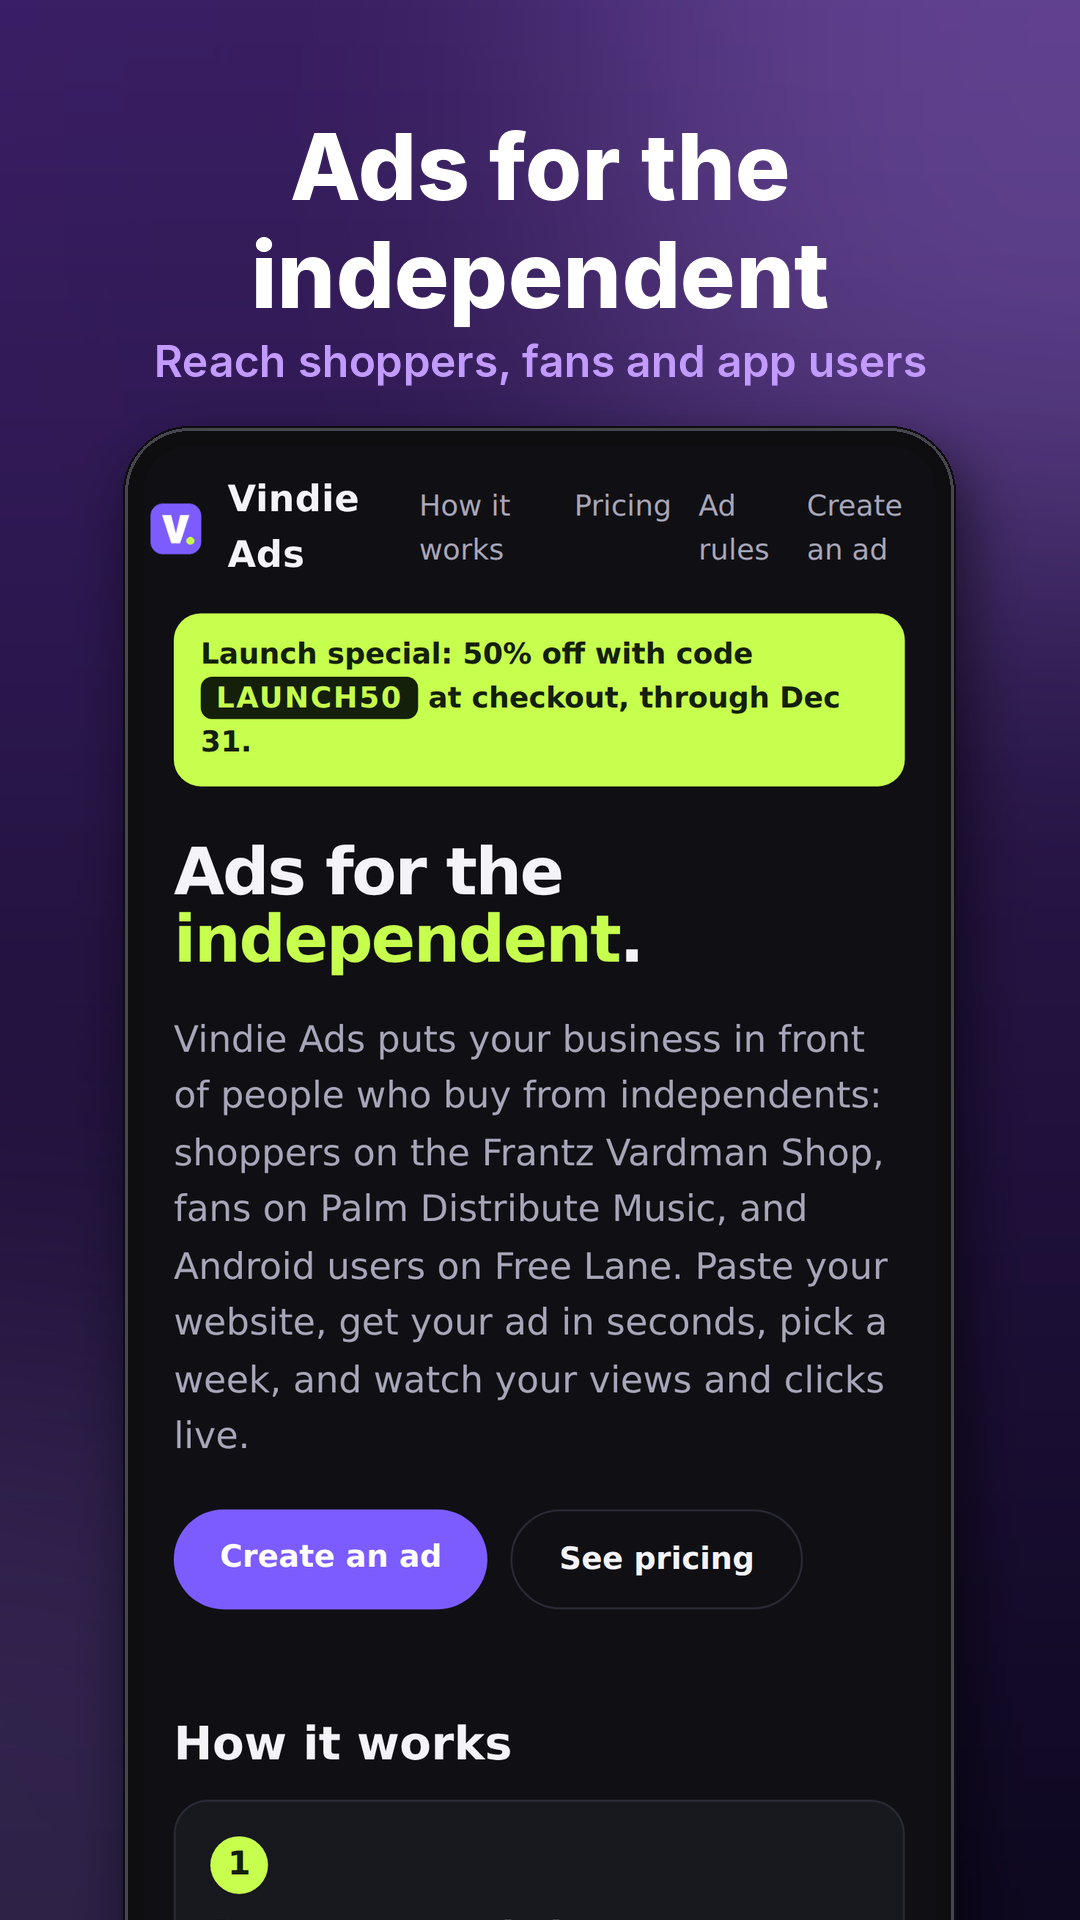 Ads for the
independent
Reach shoppers, fans and app users
V.
Vindie
Ads
How it
works
Pricing
Ad
rules
Create
an ad
Launch special: 50% off with code
LAUNCH50 at checkout, through Dec
31.
Ads for the
independent.
Vindie Ads puts your business in front
of people who buy from independents:
shoppers on the Frantz Vardman Shop,
fans on Palm Distribute Music, and
Android users on Free Lane. Paste your
website, get your ad in seconds, pick a
week, and watch your views and clicks
live.
Create an ad
See pricing
How it works
1